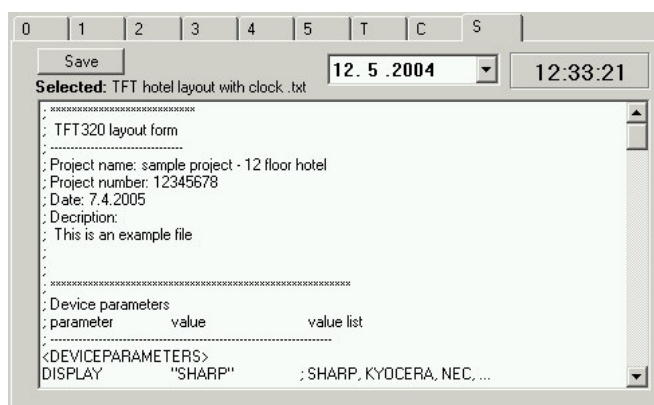 0 1 2 3 4 5 T C S
Save
12. 5 .2004
12:33:21
Selected: TFT hotel layout with clock .txt
; ***************************
; TFT320 layout form
; --------------------------------
; Project name: sample project - 12 floor hotel
; Project number: 12345678
; Date: 7.4.2005
; Decription:
; This is an example file
;
;
; ************************************************************
; Device parameters
; parameter value value list
; --------------------------------------------------------------------
<DEVICEPARAMETERS>
DISPLAY "SHARP" ; SHARP, KYOCERA, NEC, ...